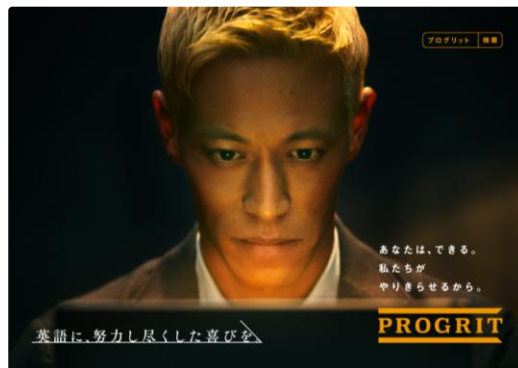 プログリット 検索
あなたは、できる。
私たちが
やりきらせるから。
英語に、努力し尽くした喜びを。
PROGRIT